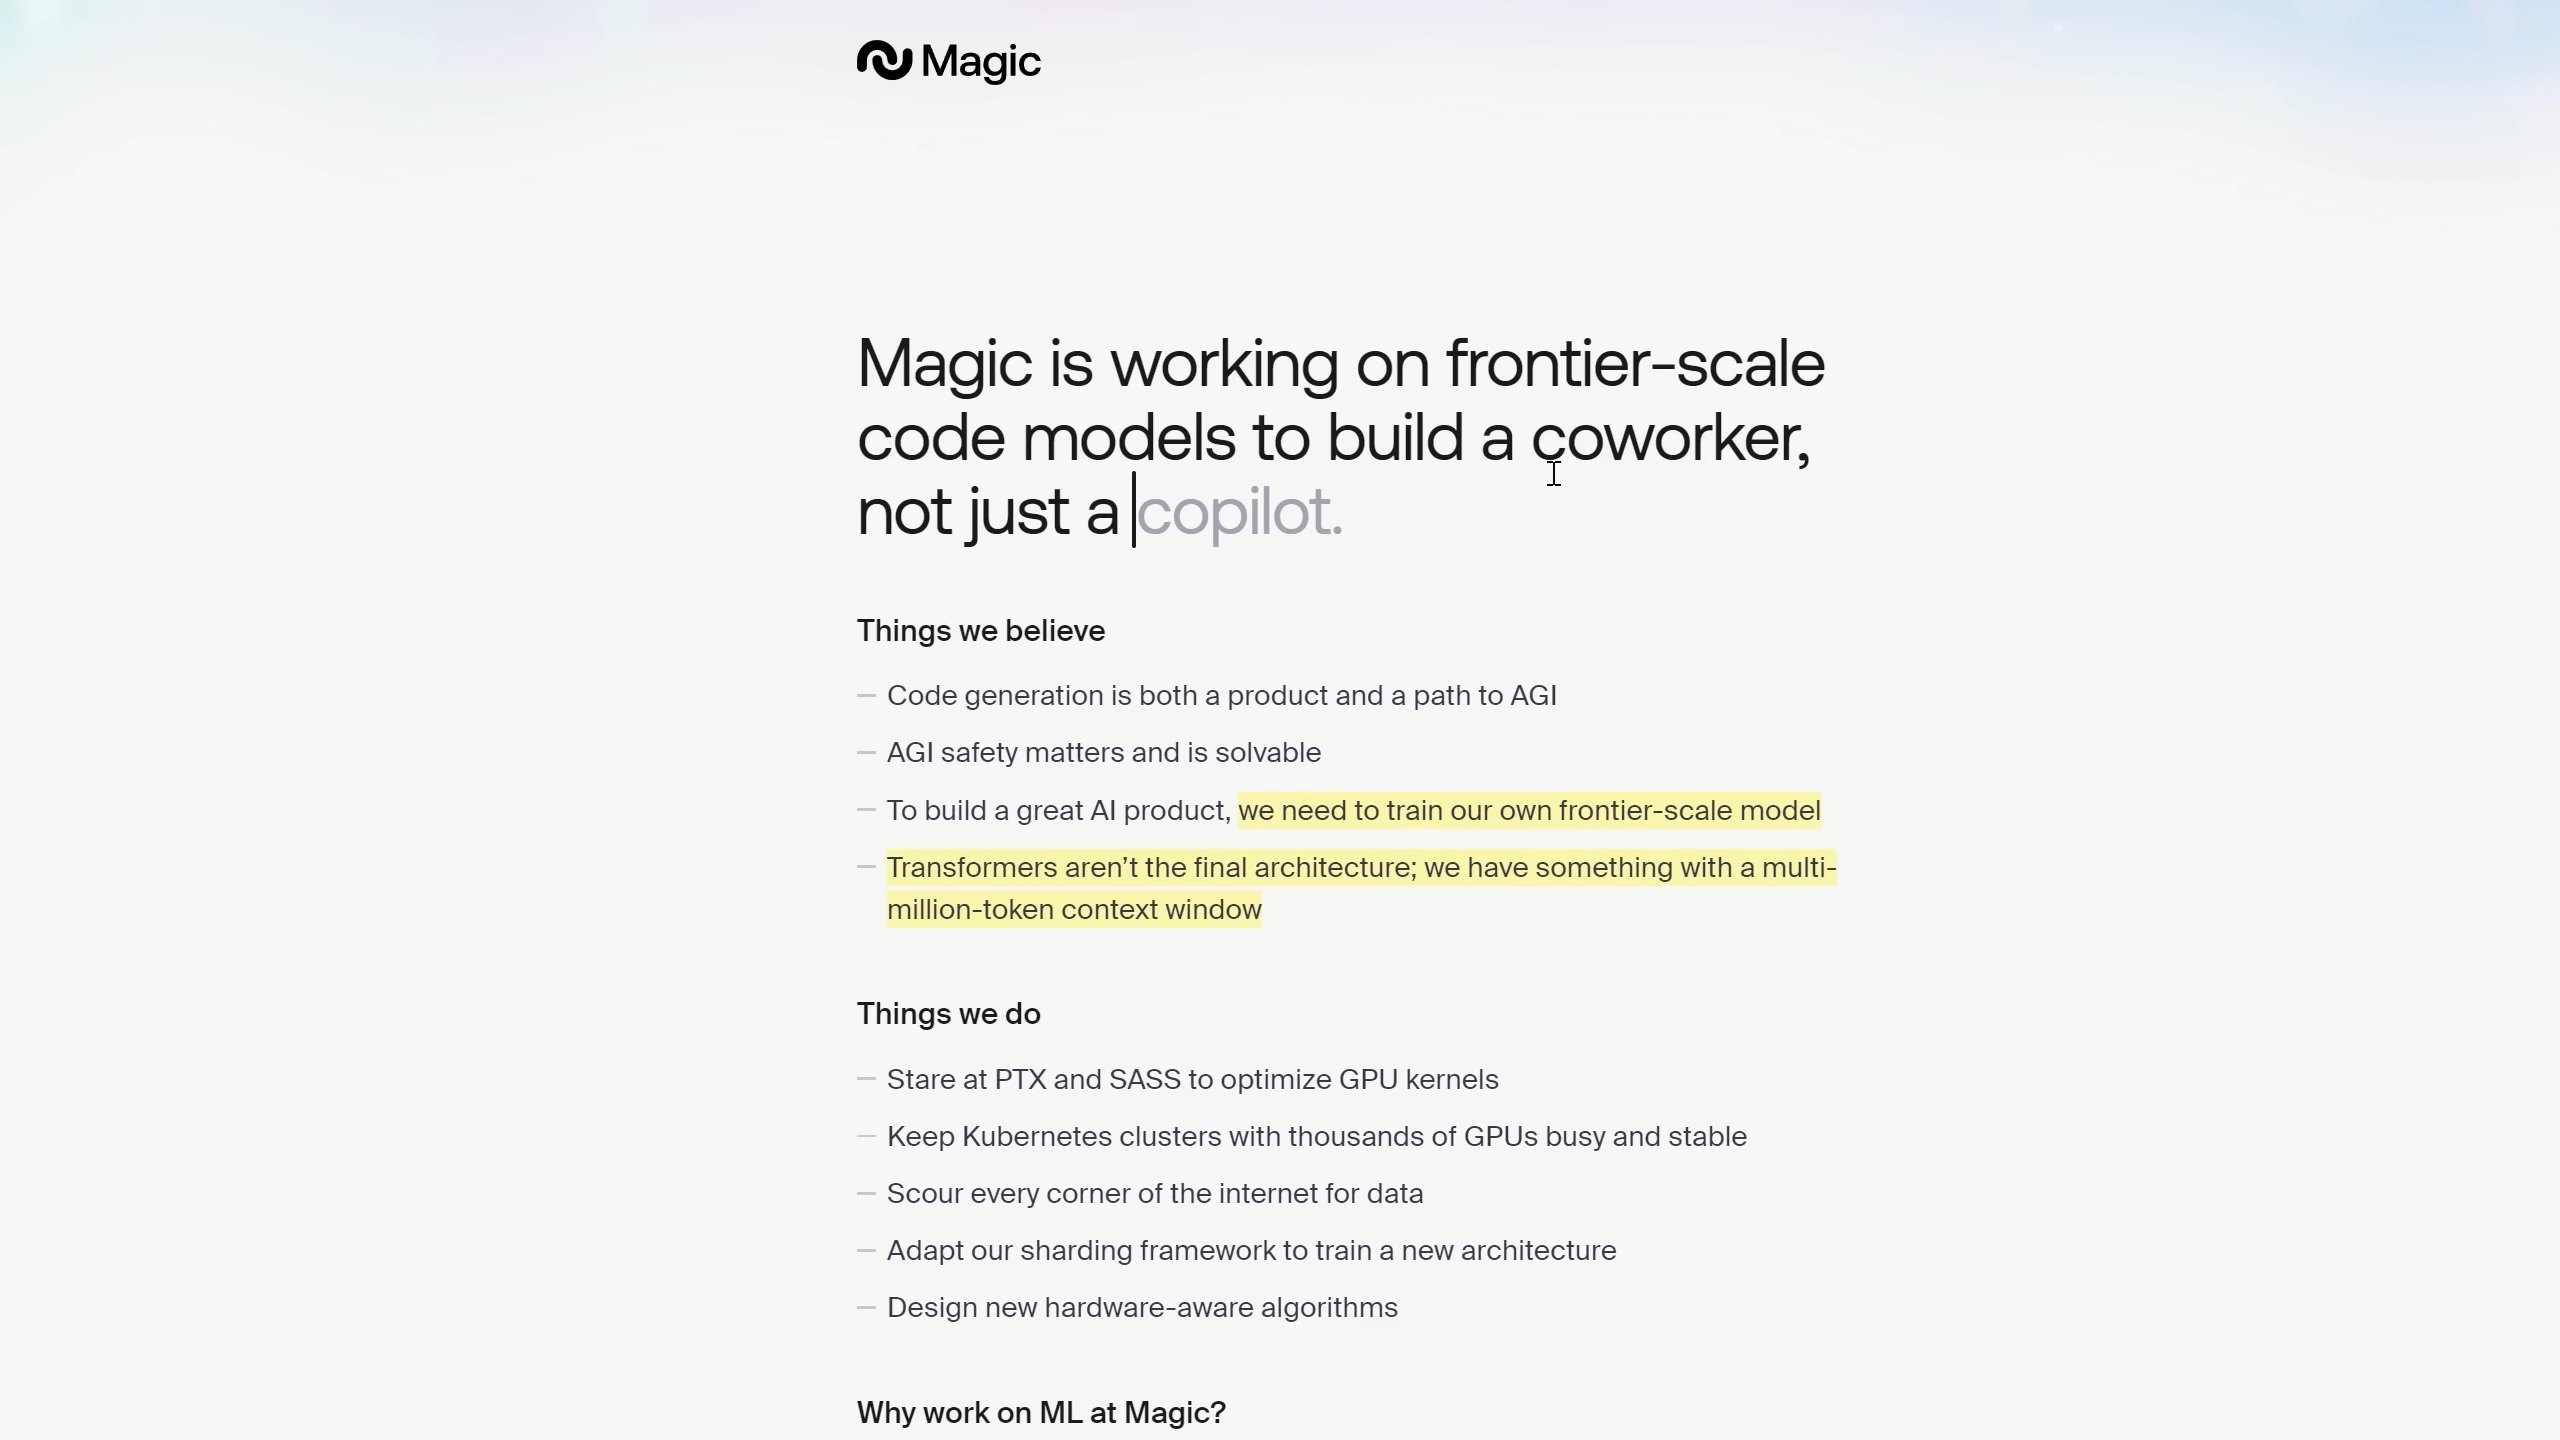 Magic
Magic is working on frontier-scale
code models to build a coworker,
not just a copilot.
Things we believe
— Code generation is both a product and a path to AGI
— AGI safety matters and is solvable
— To build a great AI product, we need to train our own frontier-scale model
— Transformers aren’t the final architecture; we have something with a multi-
million-token context window
Things we do
— Stare at PTX and SASS to optimize GPU kernels
— Keep Kubernetes clusters with thousands of GPUs busy and stable
— Scour every corner of the internet for data
— Adapt our sharding framework to train a new architecture
— Design new hardware-aware algorithms
Why work on ML at Magic?